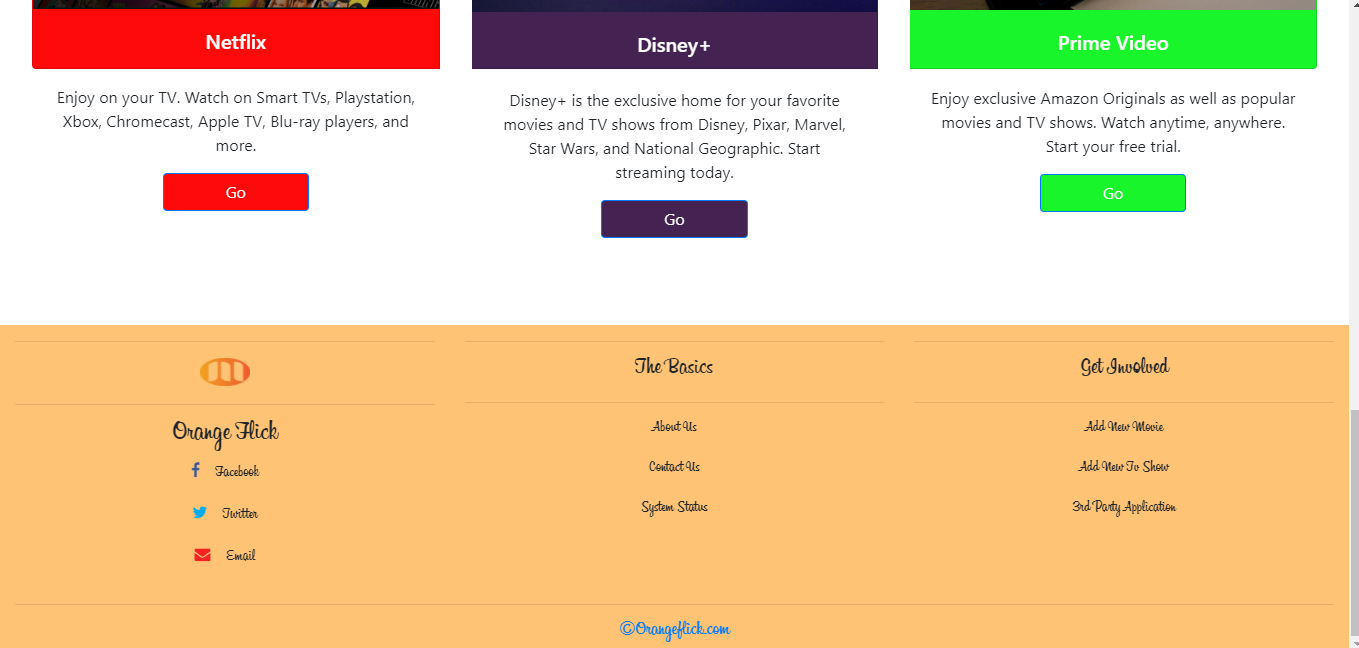 Netflix
Enjoy on your TV. Watch on Smart TVs, Playstation,
Xbox, Chromecast, Apple TV, Blu-ray players, and
more.
Go
Disney+
Disney+ is the exclusive home for your favorite
movies and TV shows from Disney, Pixar, Marvel,
Star Wars, and National Geographic. Start
streaming today.
Go
Prime Video
Enjoy exclusive Amazon Originals as well as popular
movies and TV shows. Watch anytime, anywhere.
Start your free trial.
Go
Orange Flick
Facebook
Twitter
Email
The Basics
About Us
Contact Us
System Status
Get Involved
Add New Movie
Add New Tv Show
3rd Party Application
©Orangeflick.com